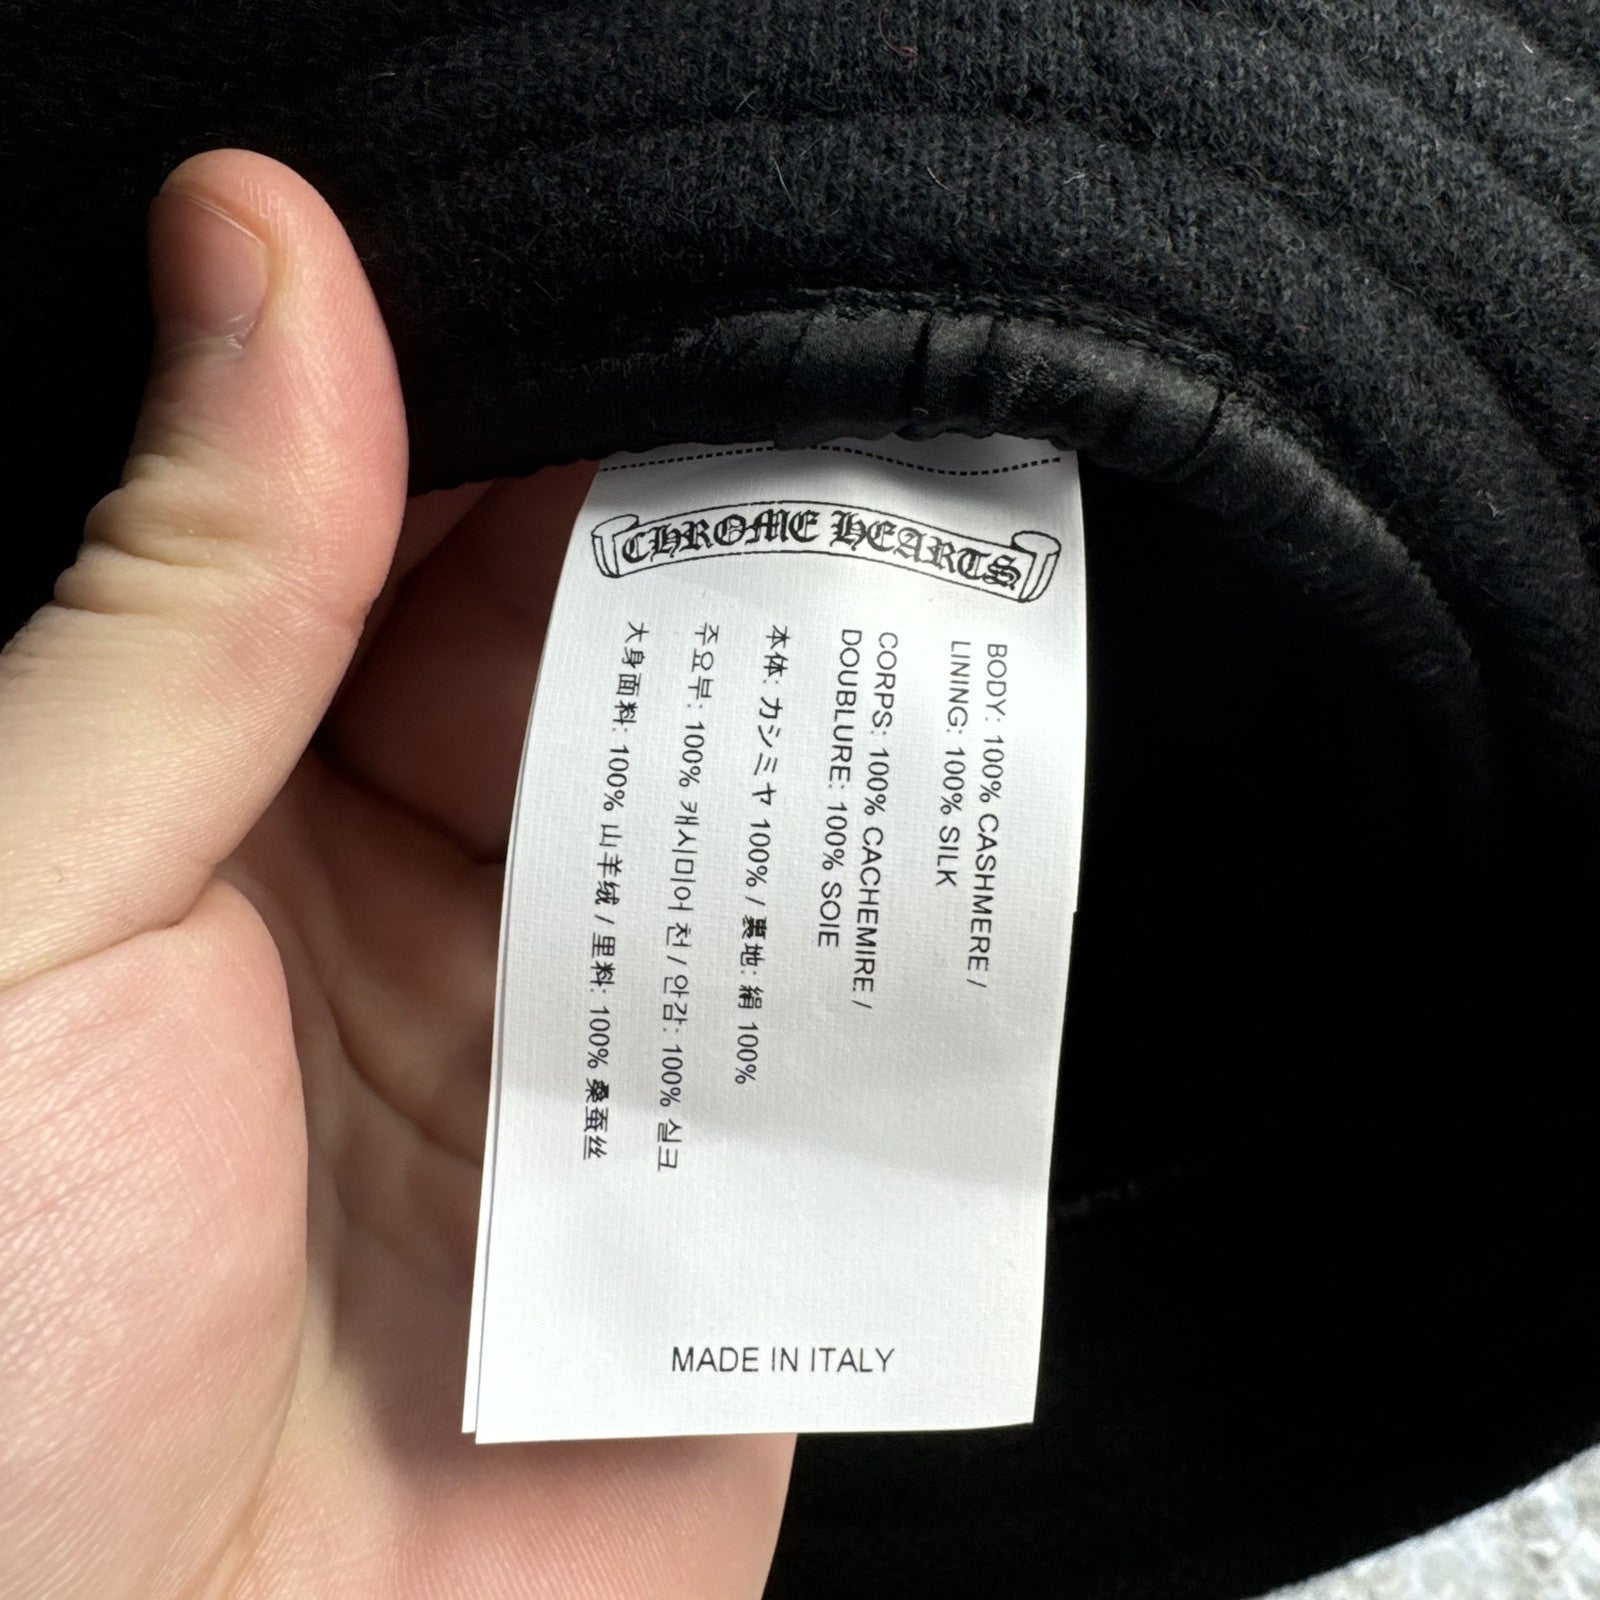 CHROME HEARTS
BODY: 100% CASHMERE /
LINING: 100% SILK
CORPS: 100% CACHEMIRE /
DOUBLURE: 100% SOIE
本体: カシミヤ 100% / 裏地: 絹 100%
주요부: 100% 캐시미어 천 / 안감: 100% 실크
大身面料: 100% 山羊绒 / 里料: 100% 桑蚕丝
MADE IN ITALY